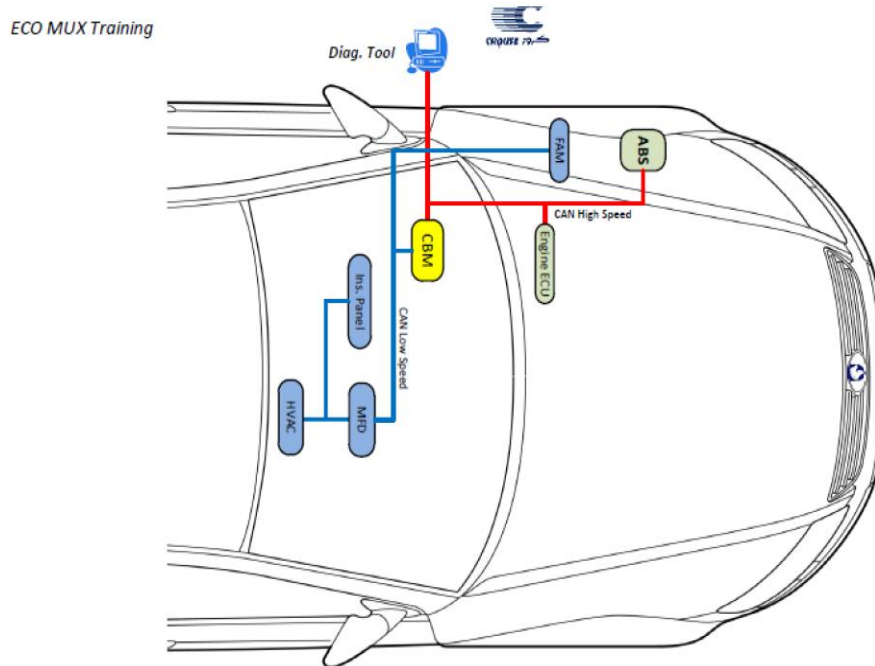 ECO MUX Training
CROUSE کروز
Diag. Tool
FAM
ABS
CAN High Speed
CBM
Engine ECU
Ins. Panel
CAN Low Speed
HVAC
MFD